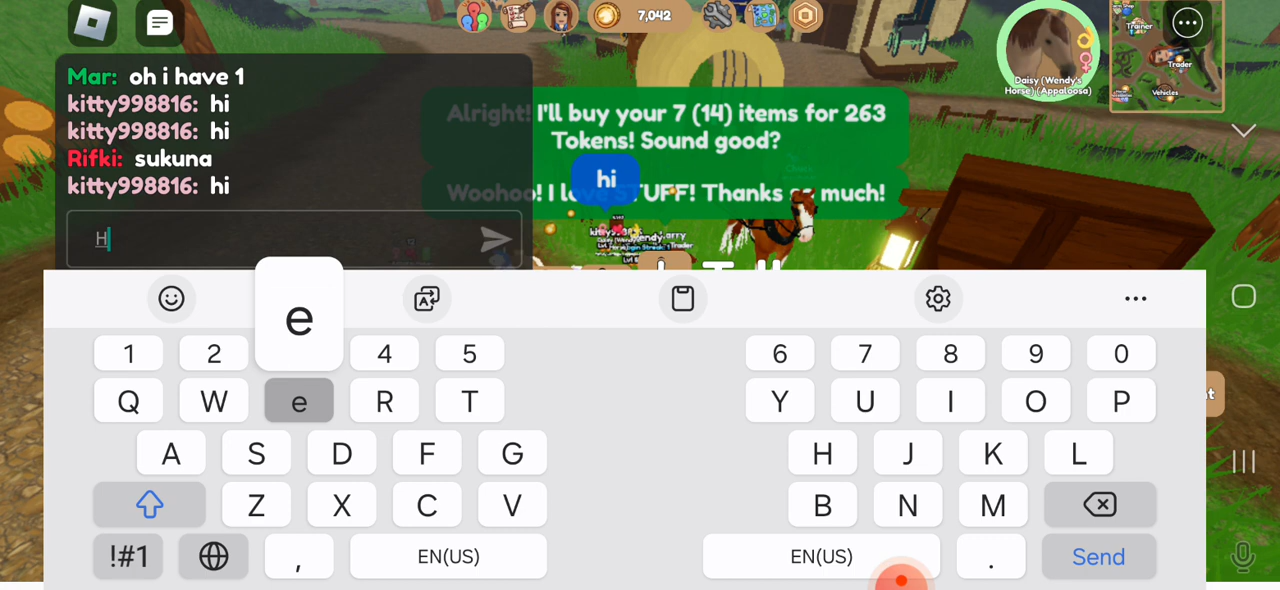 7,042
Mar: oh i have 1
kitty998816: hi
kitty998816: hi
Rifki: sukuna
kitty998816: hi
H
Alright! I'll buy your 7 (14) items for 263
Tokens! Sound good?
hi
Woohoo! I love STUFF! Thanks so much!
Daisy (Wendy's
Horse) (Appaloosa)
Trainer
Trader
Vehicles
e
1 2 4 5 6 7 8 9 0
Q W e R T Y U I O P
A S D F G H J K L
Z X C V B N M
!#1 , EN(US) EN(US) . Send